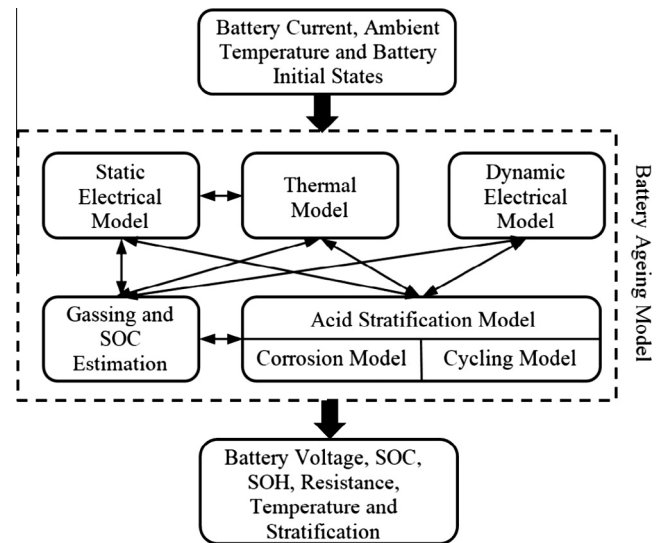 Battery Current, Ambient
Temperature and Battery
Initial States
Static
Electrical
Model
Thermal
Model
Dynamic
Electrical
Model
Battery Ageing Model
Gassing and
SOC
Estimation
Acid Stratification Model
Corrosion Model
Cycling Model
Battery Voltage, SOC,
SOH, Resistance,
Temperature and
Stratification